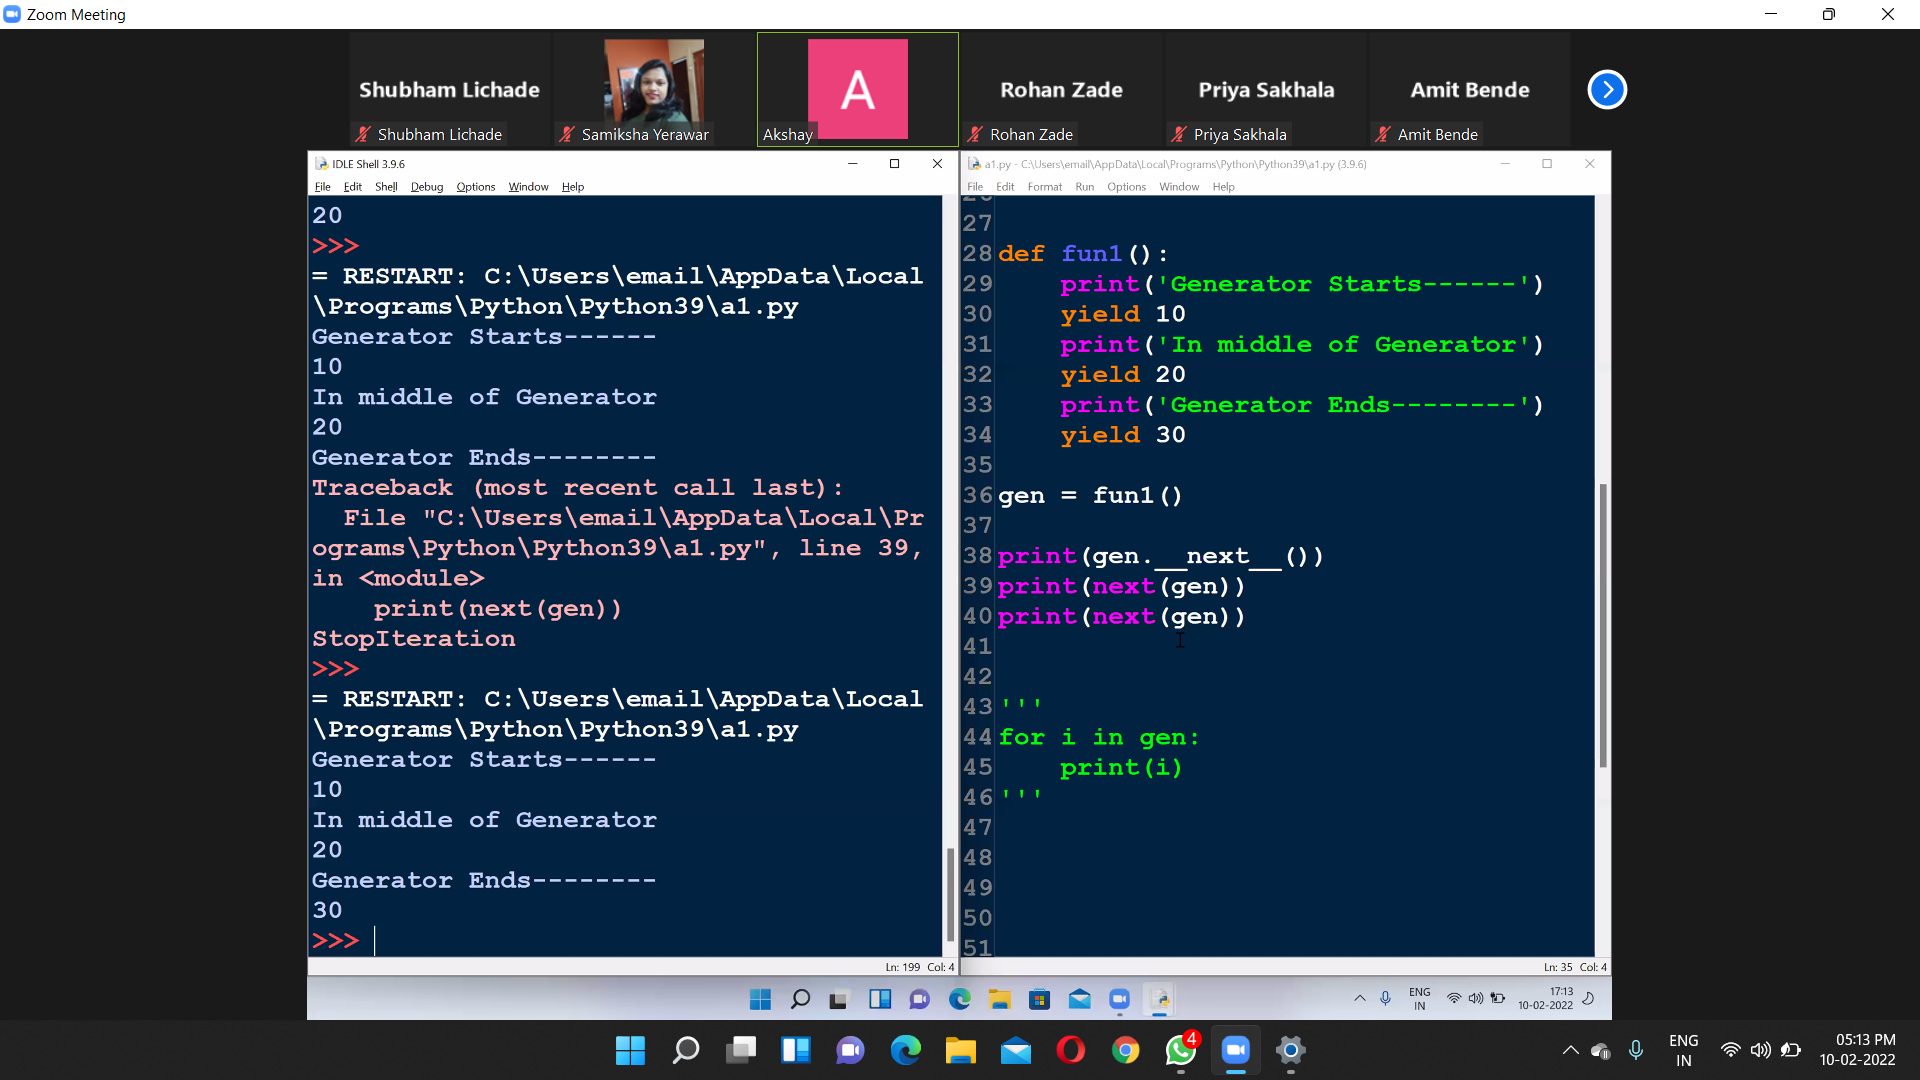 Zoom Meeting
Shubham Lichade
Rohan Zade
Priya Sakhala
Amit Bende
A
Shubham Lichade
Samiksha Yerawar
Akshay
Rohan Zade
Priya Sakhala
Amit Bende
IDLE Shell 3.9.6
File Edit Shell Debug Options Window Help
20
>>>
= RESTART: C:\Users\email\AppData\Local
\Programs\Python\Python39\a1.py
Generator Starts------
10
In middle of Generator
20
Generator Ends--------
Traceback (most recent call last):
  File "C:\Users\email\AppData\Local\Pr
ograms\Python\Python39\a1.py", line 39,
in <module>
    print(next(gen))
StopIteration
>>>
= RESTART: C:\Users\email\AppData\Local
\Programs\Python\Python39\a1.py
Generator Starts------
10
In middle of Generator
20
Generator Ends--------
30
>>>
Ln: 199 Col: 4
a1.py - C:\Users\email\AppData\Local\Programs\Python\Python39\a1.py (3.9.6)
File Edit Format Run Options Window Help
26
27
28 def fun1():
29     print('Generator Starts------')
30     yield 10
31     print('In middle of Generator')
32     yield 20
33     print('Generator Ends--------')
34     yield 30
35
36 gen = fun1()
37
38 print(gen.__next__())
39 print(next(gen))
40 print(next(gen))
41
42
43 '''
44 for i in gen:
45     print(i)
46 '''
47
48
49
50
51
Ln: 35 Col: 4
ENG
IN
17:13
10-02-2022
4
ENG
IN
05:13 PM
10-02-2022